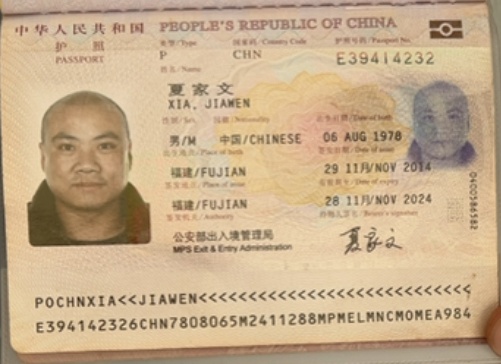 中华人民共和国 PEOPLE'S REPUBLIC OF CHINA
护照 类型/Type 国家码/Country Code 护照号码/Passport No.
PASSPORT P CHN E39414232
姓名/Name
夏家文
XIA, JIAWEN
性别/Sex 国籍/Nationality 出生日期/Date of birth
男/M 中国/CHINESE 06 AUG 1978
出生地点/Place of birth 签发日期/Date of issue
福建/FUJIAN 29 11月/NOV 2014
签发地点/Place of issue 有效期至/Date of expiry
福建/FUJIAN 28 11月/NOV 2024
签发机关/Authority 持照人签名/Bearer's signature
公安部出入境管理局 夏家文
MPS Exit & Entry Administration
0400586582
POCHNXIA<<JIAWEN<<<<<<<<<<<<<<<<<<<<<<<<<<<<
E394142326CHN7808065M2411288MPMELMNCMOMEA984